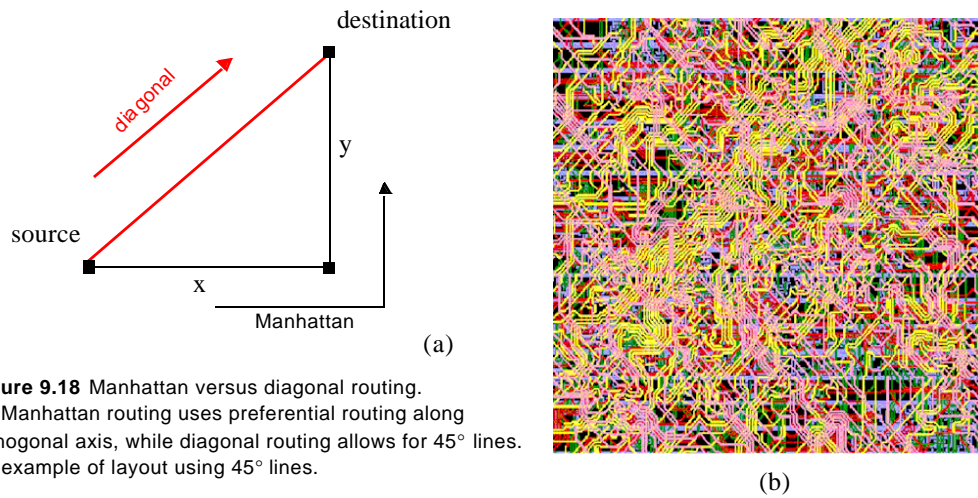 destination
diagonal
y
source
x
Manhattan
(a)
ure 9.18 Manhattan versus diagonal routing.
Manhattan routing uses preferential routing along
nogonal axis, while diagonal routing allows for 45° lines.
example of layout using 45° lines.
(b)